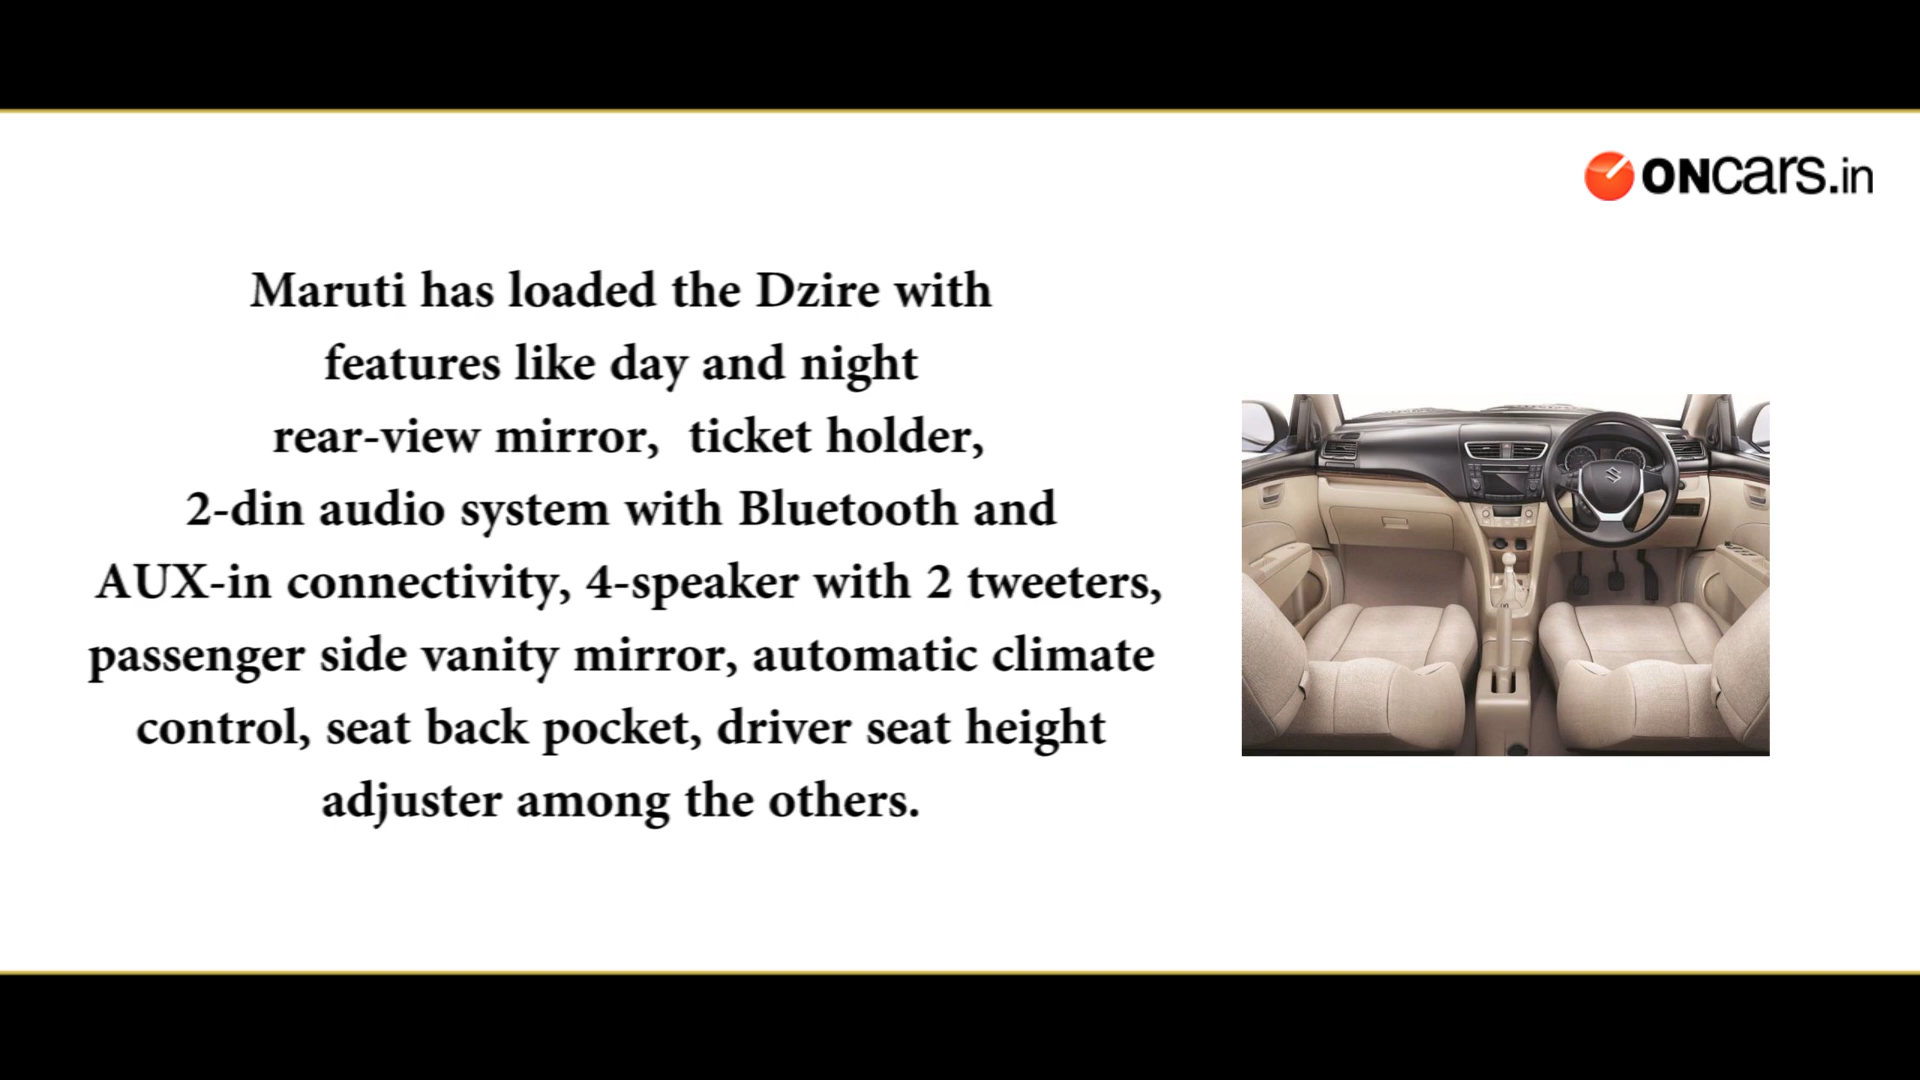 ONCars.in
Maruti has loaded the Dzire with
features like day and night
rear-view mirror,  ticket holder,
2-din audio system with Bluetooth and
AUX-in connectivity, 4-speaker with 2 tweeters,
passenger side vanity mirror, automatic climate
control, seat back pocket, driver seat height
adjuster among the others.